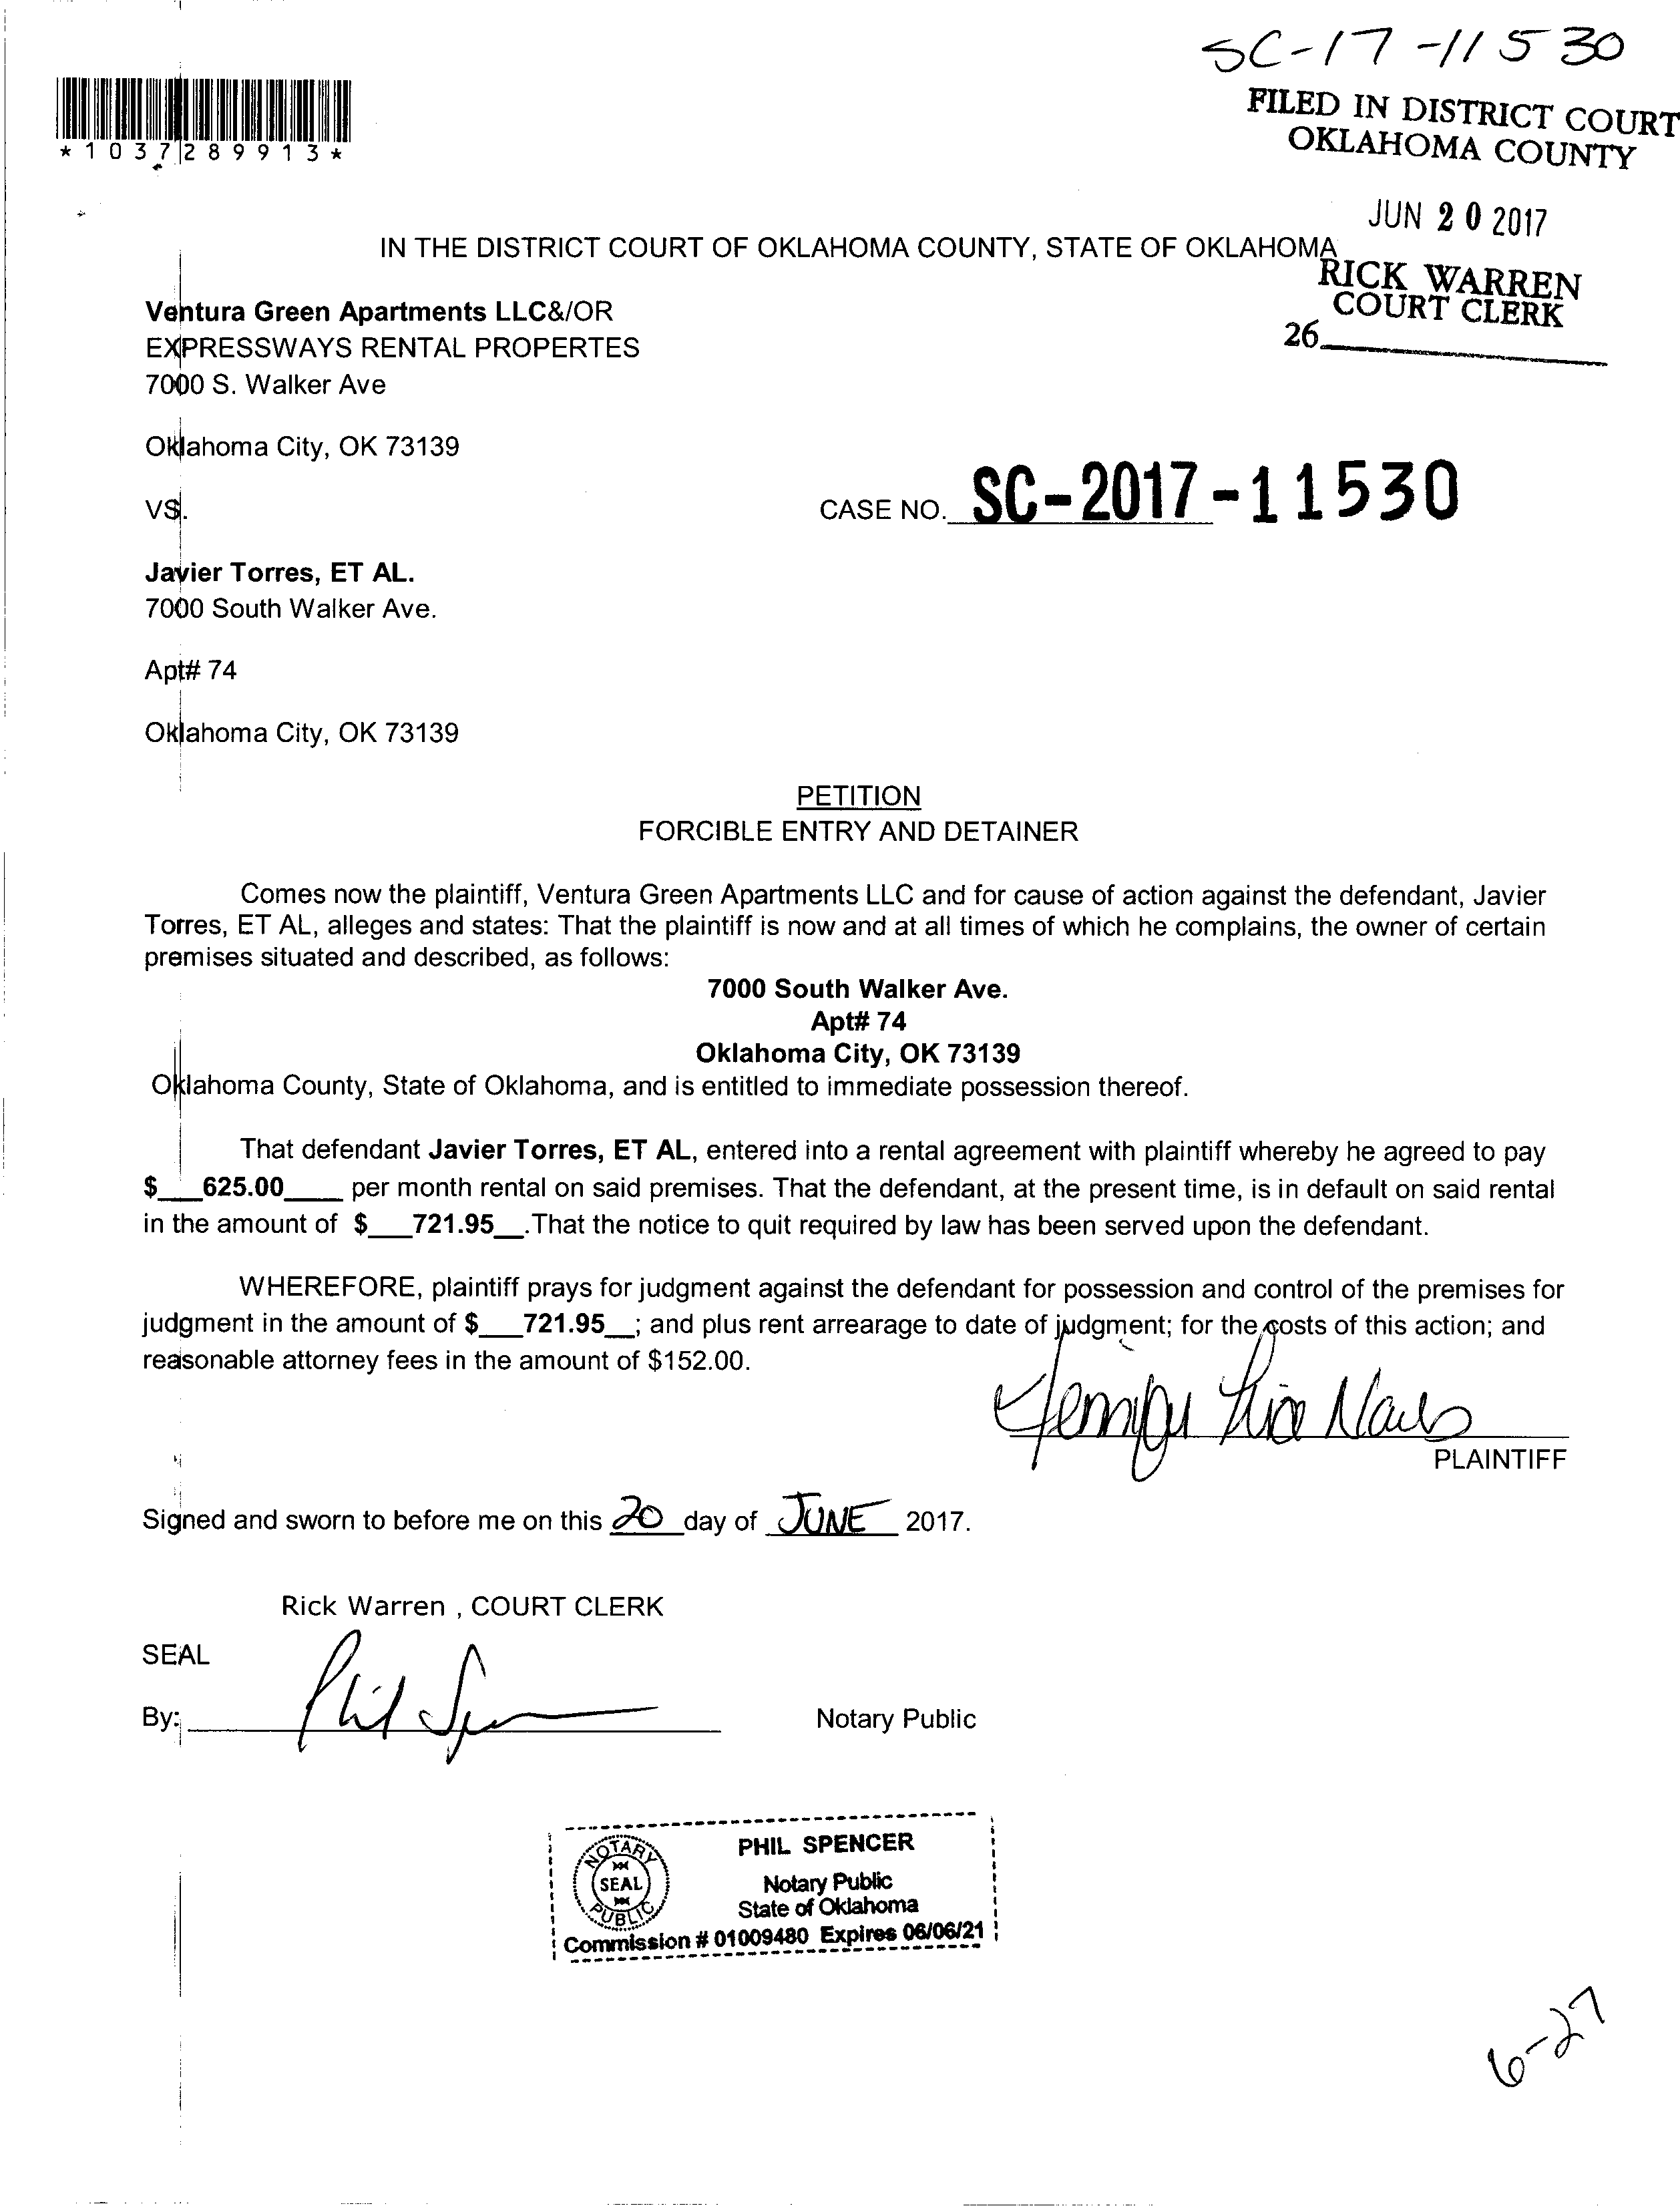 SC-17-11530
FILED IN DISTRICT COURT
OKLAHOMA COUNTY
*1037289913*
JUN 20 2017
IN THE DISTRICT COURT OF OKLAHOMA COUNTY, STATE OF OKLAHOMA
RICK WARREN
COURT CLERK
26
Ventura Green Apartments LLC&/OR
EXPRESSWAYS RENTAL PROPERTES
7000 S. Walker Ave
Oklahoma City, OK 73139
VS.
CASE NO. SC-2017-11530
Javier Torres, ET AL.
7000 South Walker Ave.
Apt# 74
Oklahoma City, OK 73139
PETITION
FORCIBLE ENTRY AND DETAINER
Comes now the plaintiff, Ventura Green Apartments LLC and for cause of action against the defendant, Javier
Torres, ET AL, alleges and states: That the plaintiff is now and at all times of which he complains, the owner of certain
premises situated and described, as follows:
7000 South Walker Ave.
Apt# 74
Oklahoma City, OK 73139
Oklahoma County, State of Oklahoma, and is entitled to immediate possession thereof.
That defendant Javier Torres, ET AL, entered into a rental agreement with plaintiff whereby he agreed to pay
$___625.00____ per month rental on said premises. That the defendant, at the present time, is in default on said rental
in the amount of $___721.95__.That the notice to quit required by law has been served upon the defendant.
WHEREFORE, plaintiff prays for judgment against the defendant for possession and control of the premises for
judgment in the amount of $___721.95__; and plus rent arrearage to date of judgment; for the costs of this action; and
reasonable attorney fees in the amount of $152.00.
PLAINTIFF
Signed and sworn to before me on this 20 day of JUNE 2017.
Rick Warren , COURT CLERK
SEAL
By: Phil Spencer Notary Public
NOTARY
SEAL
PUBLIC
PHIL SPENCER
Notary Public
State of Oklahoma
Commission # 01009480 Expires 06/06/21
6-27